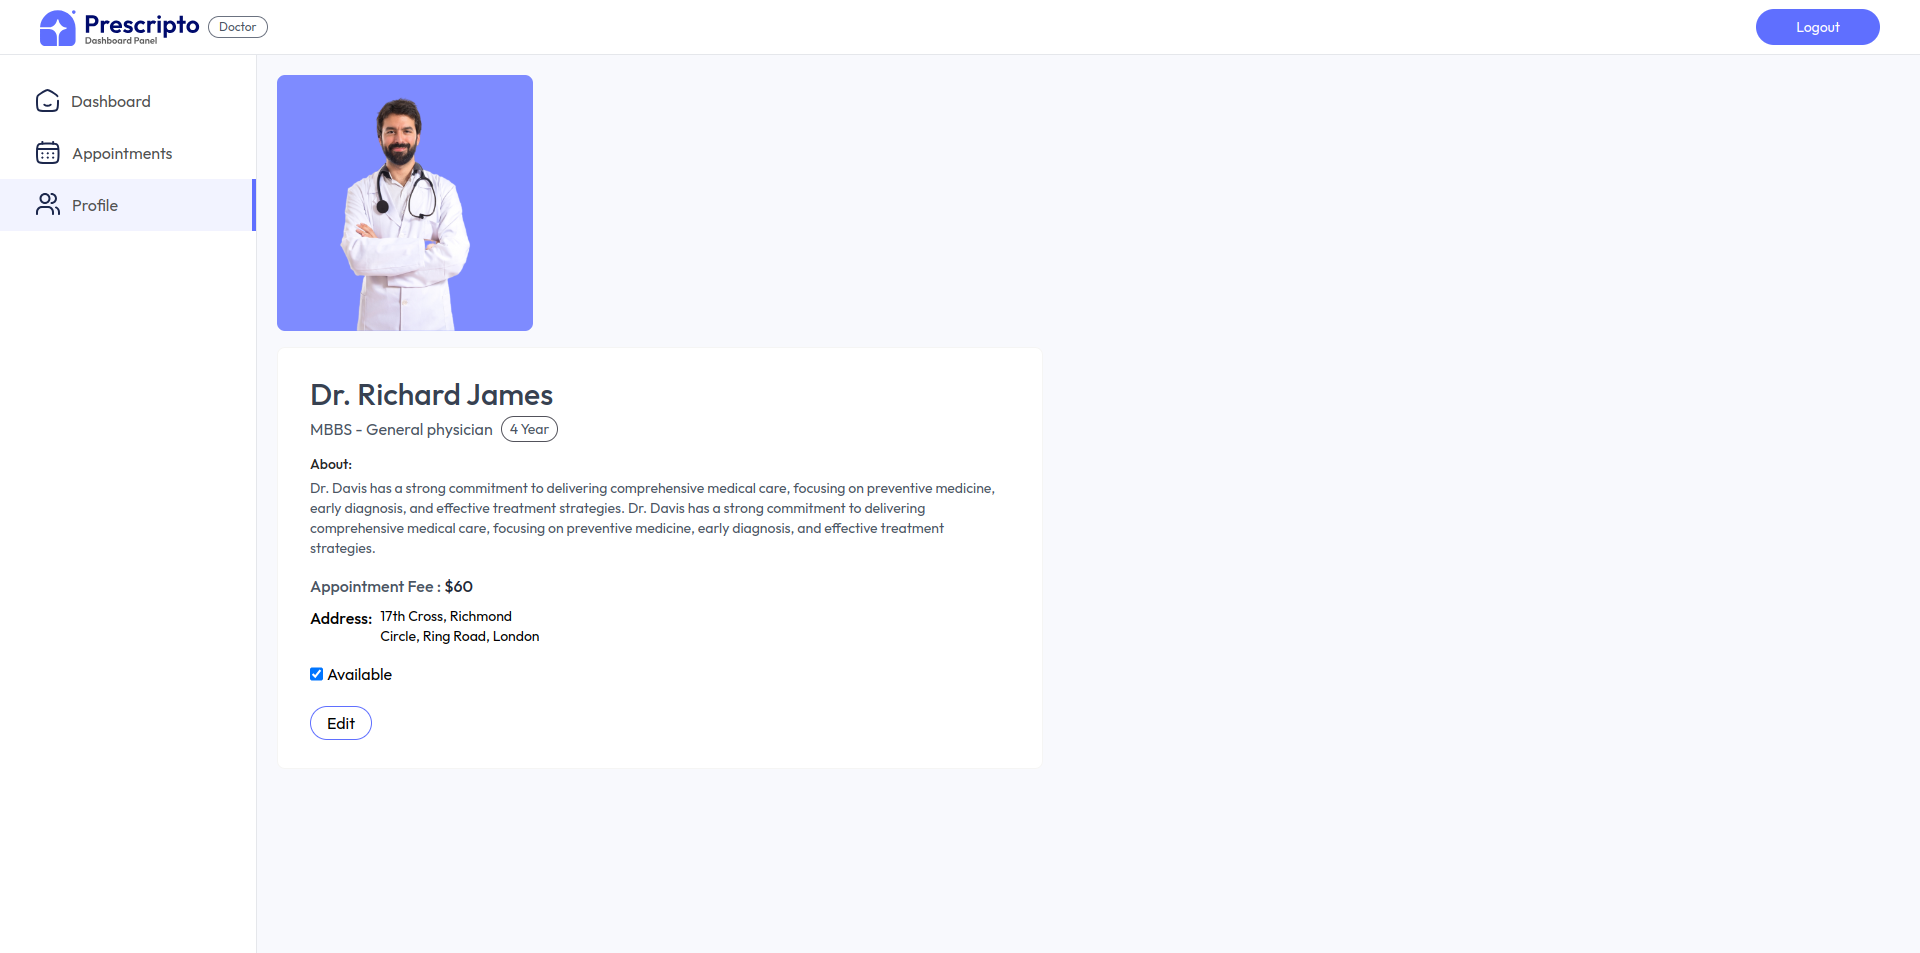 Prescripto
Dashboard Panel
Doctor
Logout
Dashboard
Appointments
Profile
Dr. Richard James
MBBS - General physician
4 Year
About:
Dr. Davis has a strong commitment to delivering comprehensive medical care, focusing on preventive medicine,
early diagnosis, and effective treatment strategies. Dr. Davis has a strong commitment to delivering
comprehensive medical care, focusing on preventive medicine, early diagnosis, and effective treatment
strategies.
Appointment Fee : $60
Address:
17th Cross, Richmond
Circle, Ring Road, London
Available
Edit